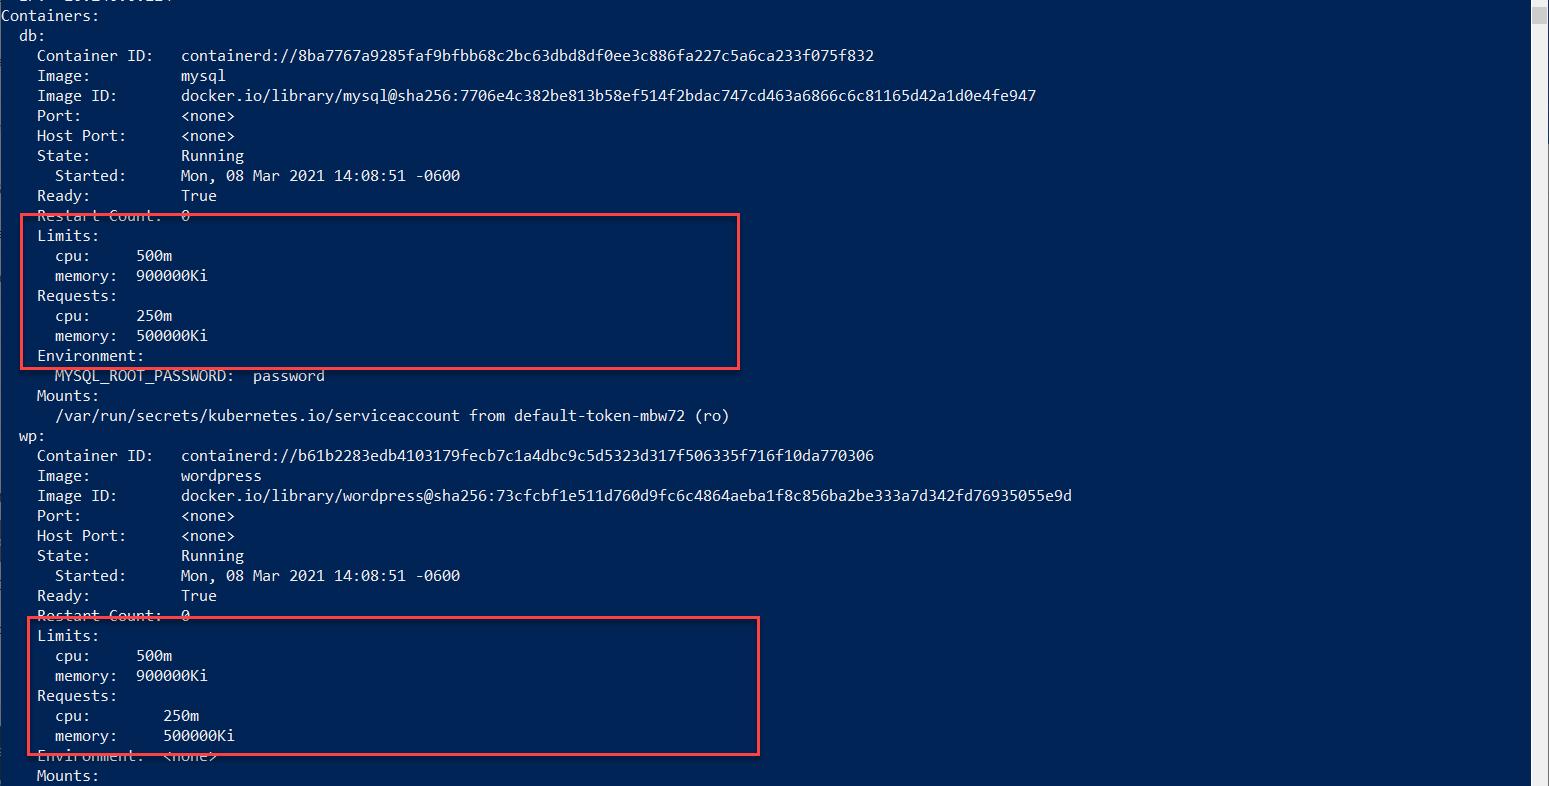 Containers:
db:
Container ID: containerd://8ba7767a9285faf9bfbb68c2bc63dbd8df0ee3c886fa227c5a6ca233f075f832
Image: mysql
Image ID: docker.io/library/mysql@sha256:7706e4c382be813b58ef514f2bdac747cd463a6866c6c81165d42a1d0e4fe947
Port: <none>
Host Port: <none>
State: Running
Started: Mon, 08 Mar 2021 14:08:51 -0600
Ready: True
Restart Count: 0
Limits:
cpu: 500m
memory: 900000Ki
Requests:
cpu: 250m
memory: 500000Ki
Environment:
MYSQL_ROOT_PASSWORD: password
Mounts:
/var/run/secrets/kubernetes.io/serviceaccount from default-token-mbw72 (ro)
wp:
Container ID: containerd://b61b2283edb4103179fecb7c1a4dbc9c5d5323d317f506335f716f10da770306
Image: wordpress
Image ID: docker.io/library/wordpress@sha256:73cfcbf1e511d760d9fc6c4864aeba1f8c856ba2be333a7d342fd76935055e9d
Port: <none>
Host Port: <none>
State: Running
Started: Mon, 08 Mar 2021 14:08:51 -0600
Ready: True
Restart Count: 0
Limits:
cpu: 500m
memory: 900000Ki
Requests:
cpu: 250m
memory: 500000Ki
Environment: <none>
Mounts: